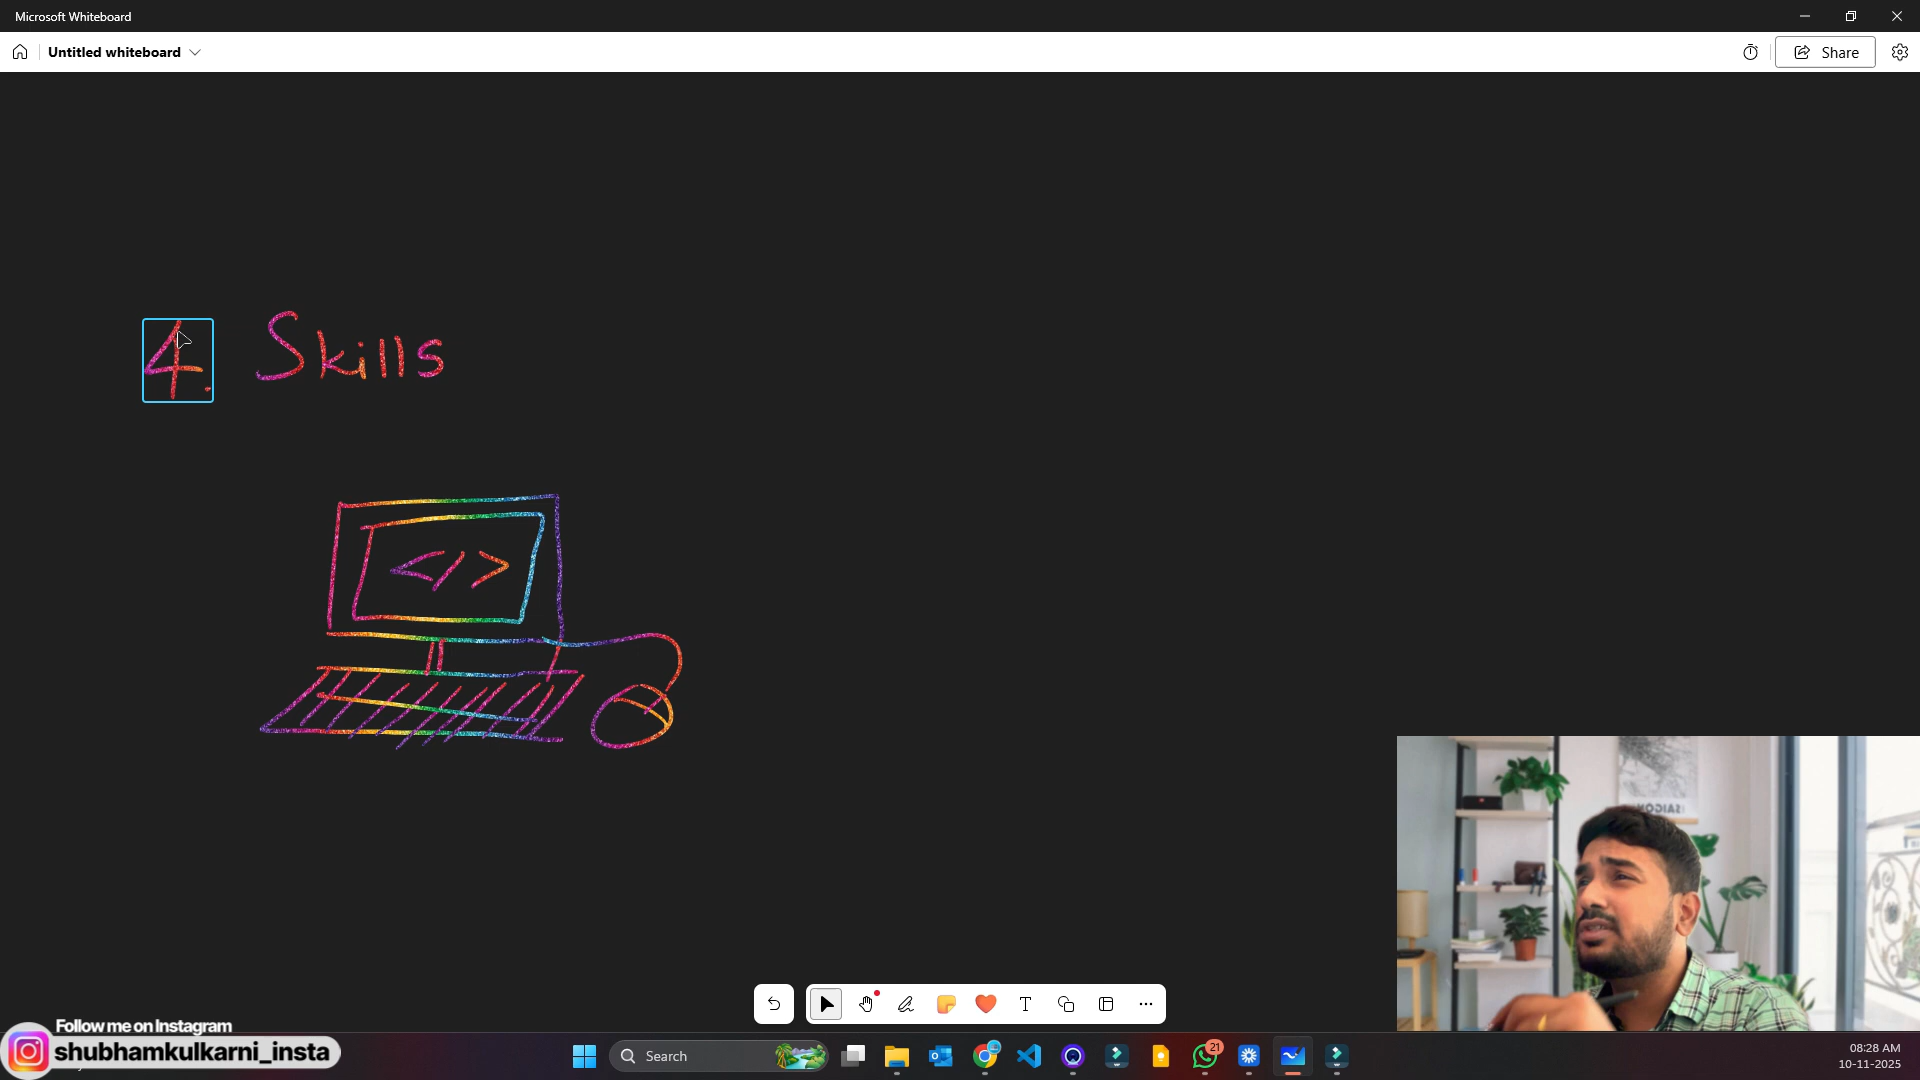 Microsoft Whiteboard
Untitled whiteboard
Share
4. Skills
</>
SAIGON
Follow me on Instagram
shubhamkulkarni_insta
Search
21
08:28 AM
10-11-2025